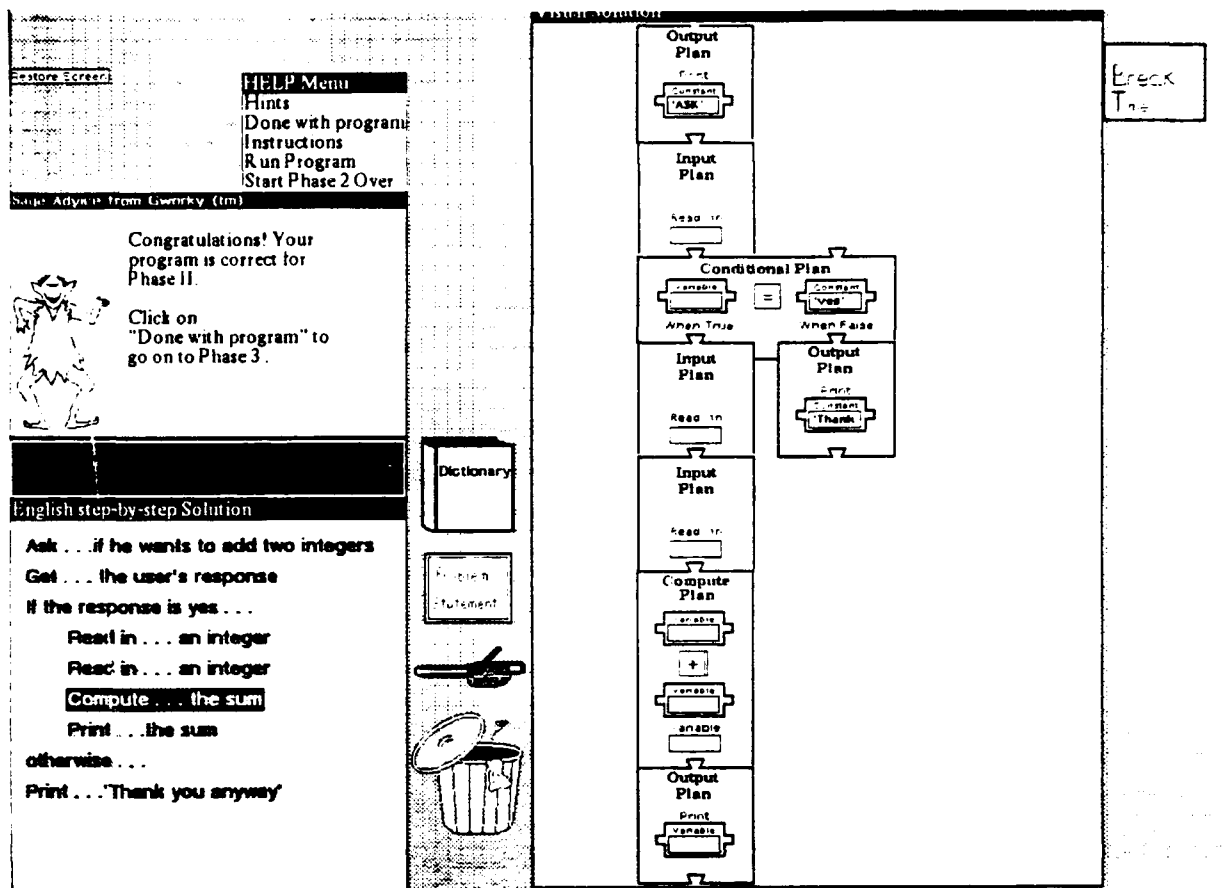 Restore Screen
HELP Menu
Hints
Done with program
Instructions
Run Program
Start Phase 2 Over
Sage Advice from Gworky (tm)
Congratulations! Your
program is correct for
Phase II.
Click on
"Done with program" to
go on to Phase 3.
English step-by-step Solution
Ask . . . if he wants to add two integers
Get . . . the user's response
If the response is yes . . .
Read in . . . an integer
Read in . . . an integer
Compute . . . the sum
Print . . . the sum
otherwise . . .
Print . . . 'Thank you anyway'
Dictionary
Problem
Statement
Visual Solution
Output
Plan
Print
Constant
'ASK'
Input
Plan
Read in
Conditional Plan
Variable
=
Constant
'yes'
When True
When False
Input
Plan
Read in
Output
Plan
Print
Constant
'Thank
Input
Plan
Read in
Compute
Plan
Variable
+
Variable
Variable
Output
Plan
Print
Variable
Break
The